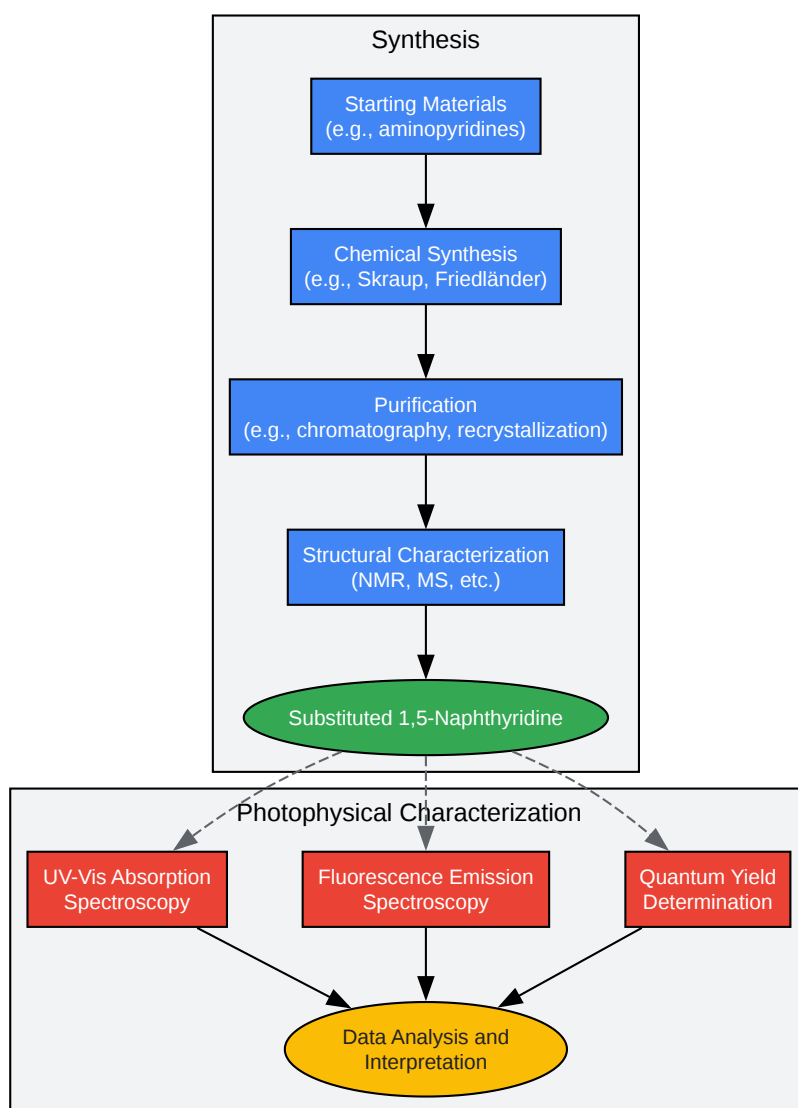 Synthesis
Starting Materials
(e.g., aminopyridines)
Chemical Synthesis
(e.g., Skraup, Friedländer)
Purification
(e.g., chromatography, recrystallization)
Structural Characterization
(NMR, MS, etc.)
Substituted 1,5-Naphthyridine
Photophysical Characterization
UV-Vis Absorption
Spectroscopy
Fluorescence Emission
Spectroscopy
Quantum Yield
Determination
Data Analysis and
Interpretation